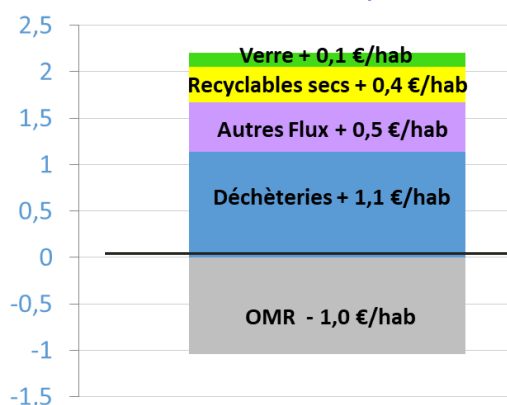 2,5
2
1,5
1
0,5
0
-0,5
-1
-1,5
Verre + 0,1 €/hab
Recyclables secs + 0,4 €/hab
Autres Flux + 0,5 €/hab
Déchèteries + 1,1 €/hab
OMR - 1,0 €/hab